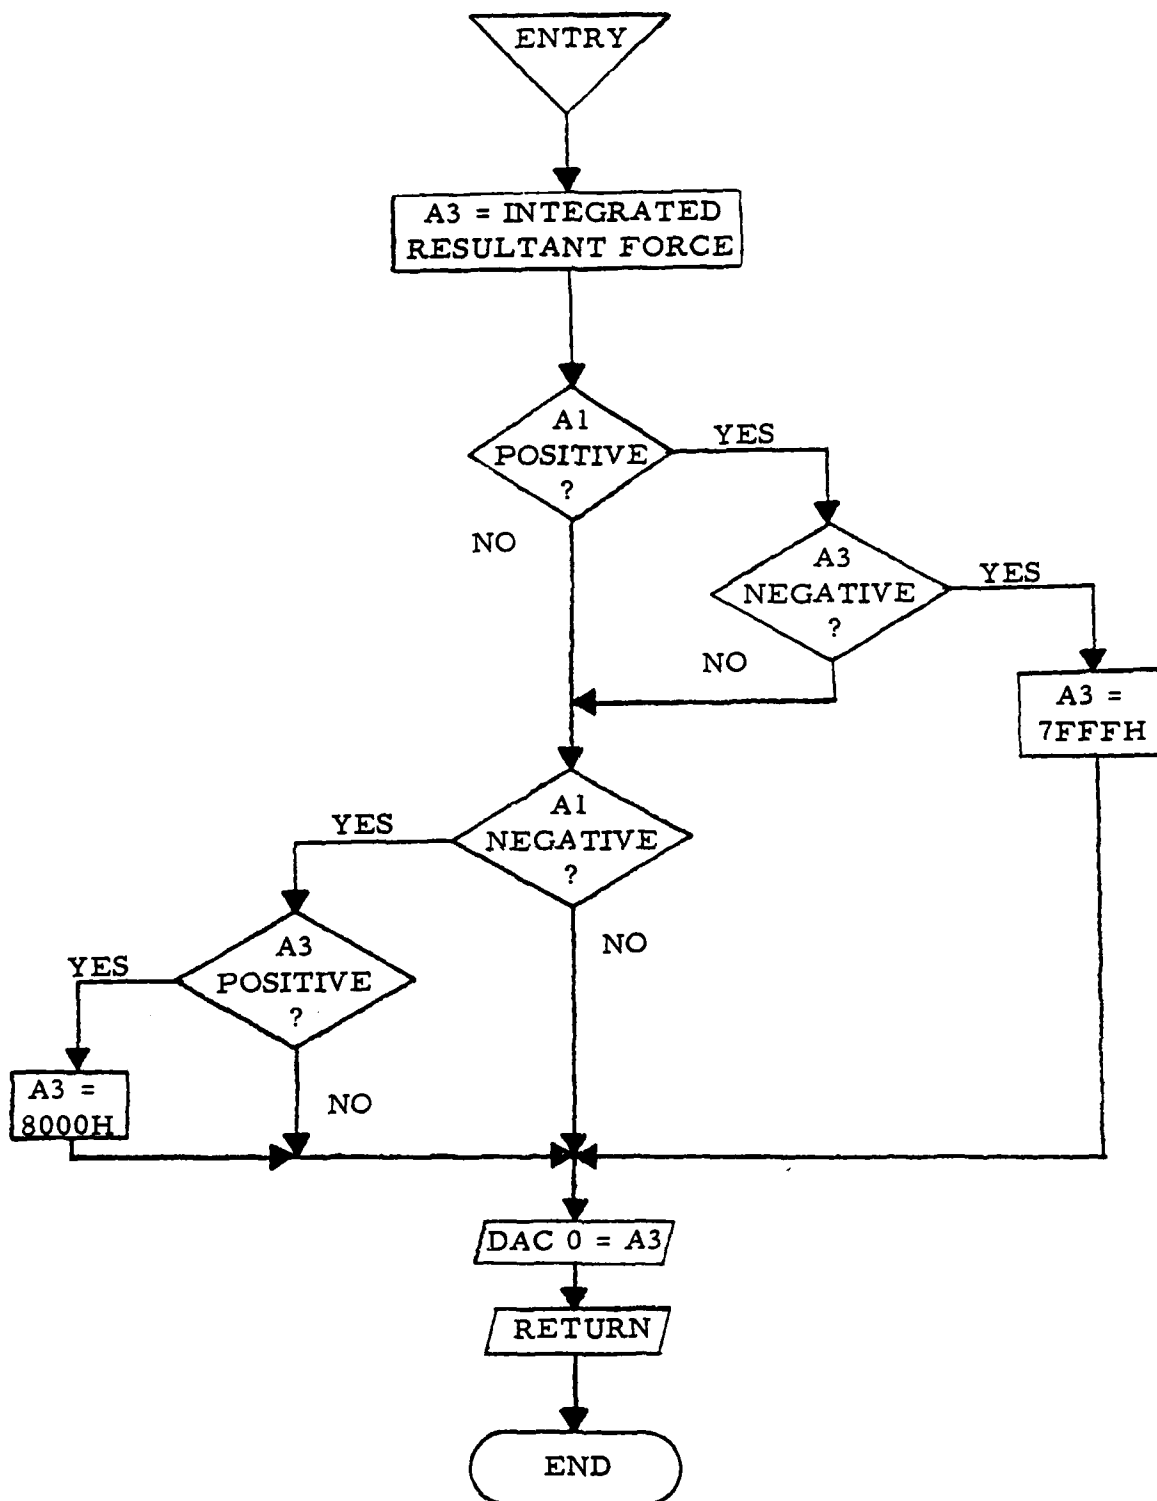 ENTRY
A3 = INTEGRATED
RESULTANT FORCE
A1
POSITIVE
?
YES
NO
A3
NEGATIVE
?
YES
NO
A3 =
7FFFH
A1
NEGATIVE
?
YES
NO
A3
POSITIVE
?
YES
NO
A3 =
8000H
DAC 0 = A3
RETURN
END